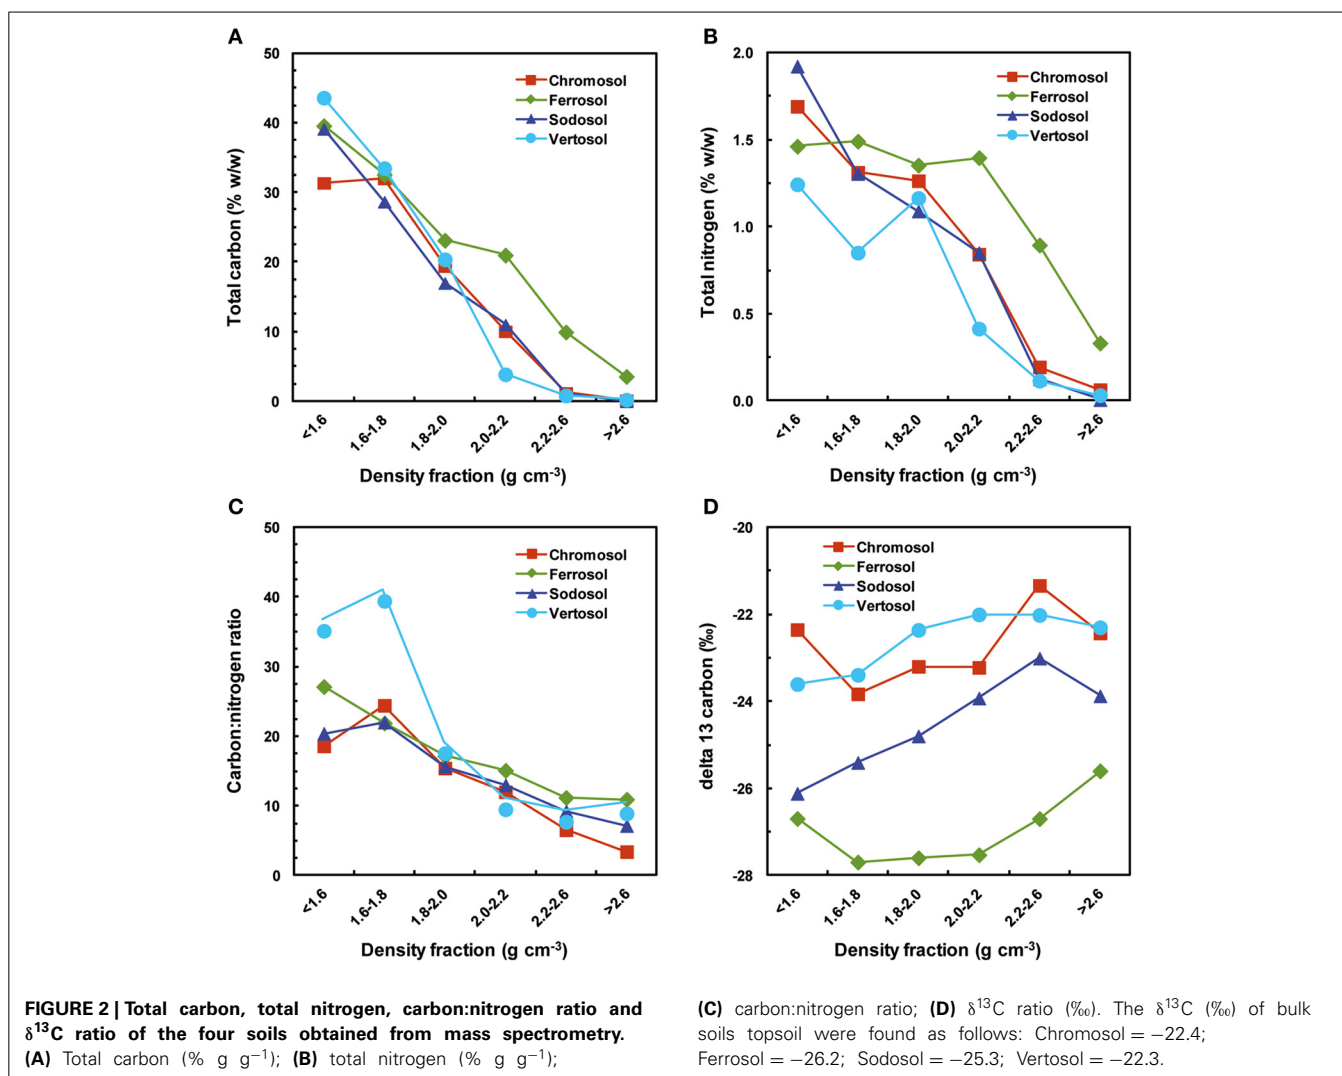 A
50
40
30
20
10
0
Total carbon (% w/w)
Chromosol
Ferrosol
Sodosol
Vertosol
<1.6
1.6-1.8
1.8-2.0
2.0-2.2
2.2-2.6
>2.6
Density fraction (g cm-3)
B
2.0
1.5
1.0
0.5
0.0
Total nitrogen (% w/w)
Chromosol
Ferrosol
Sodosol
Vertosol
<1.6
1.6-1.8
1.8-2.0
2.0-2.2
2.2-2.6
>2.6
Density fraction (g cm-3)
C
50
40
30
20
10
0
Carbon:nitrogen ratio
Chromosol
Ferrosol
Sodosol
Vertosol
<1.6
1.6-1.8
1.8-2.0
2.0-2.2
2.2-2.6
>2.6
Density fraction (g cm-3)
D
-20
-22
-24
-26
-28
delta 13 carbon (‰)
Chromosol
Ferrosol
Sodosol
Vertosol
<1.6
1.6-1.8
1.8-2.0
2.0-2.2
2.2-2.6
>2.6
Density fraction (g cm-3)
FIGURE 2 | Total carbon, total nitrogen, carbon:nitrogen ratio and
δ13C ratio of the four soils obtained from mass spectrometry.
(A) Total carbon (% g g−1); (B) total nitrogen (% g g−1);
(C) carbon:nitrogen ratio; (D) δ13C ratio (‰). The δ13C (‰) of bulk
soils topsoil were found as follows: Chromosol = −22.4;
Ferrosol = −26.2; Sodosol = −25.3; Vertosol = −22.3.